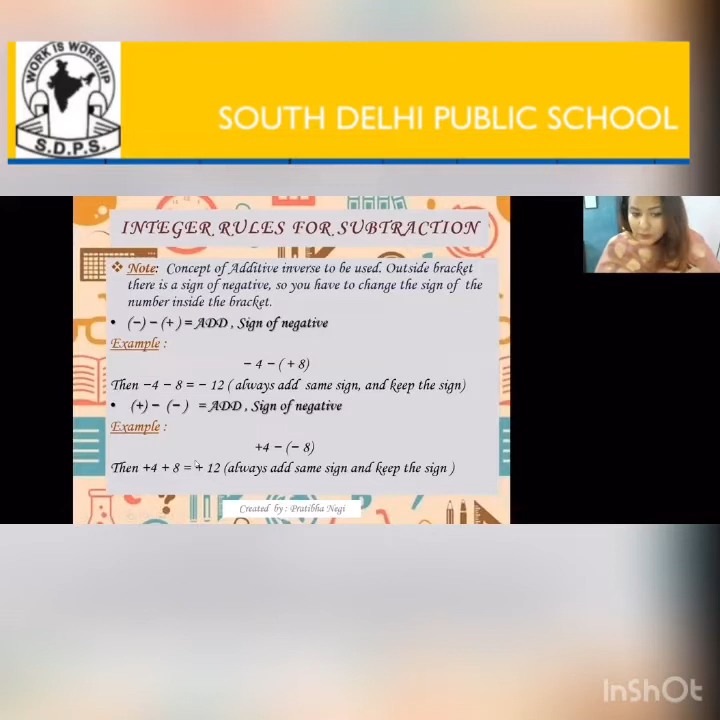 WORK IS WORSHIP
S.D.P.S.
SOUTH DELHI PUBLIC SCHOOL
INTEGER RULES FOR SUBTRACTION
❖ Note: Concept of Additive inverse to be used. Outside bracket
there is a sign of negative, so you have to change the sign of the
number inside the bracket.
• (−) − (+) = ADD , Sign of negative
Example :
− 4 − ( + 8)
Then −4 − 8 = − 12 ( always add same sign, and keep the sign)
• (+) − (− ) = ADD , Sign of negative
Example :
+4 − (− 8)
Then +4 + 8 = + 12 (always add same sign and keep the sign )
Created by : Pratibha Negi
InShOt